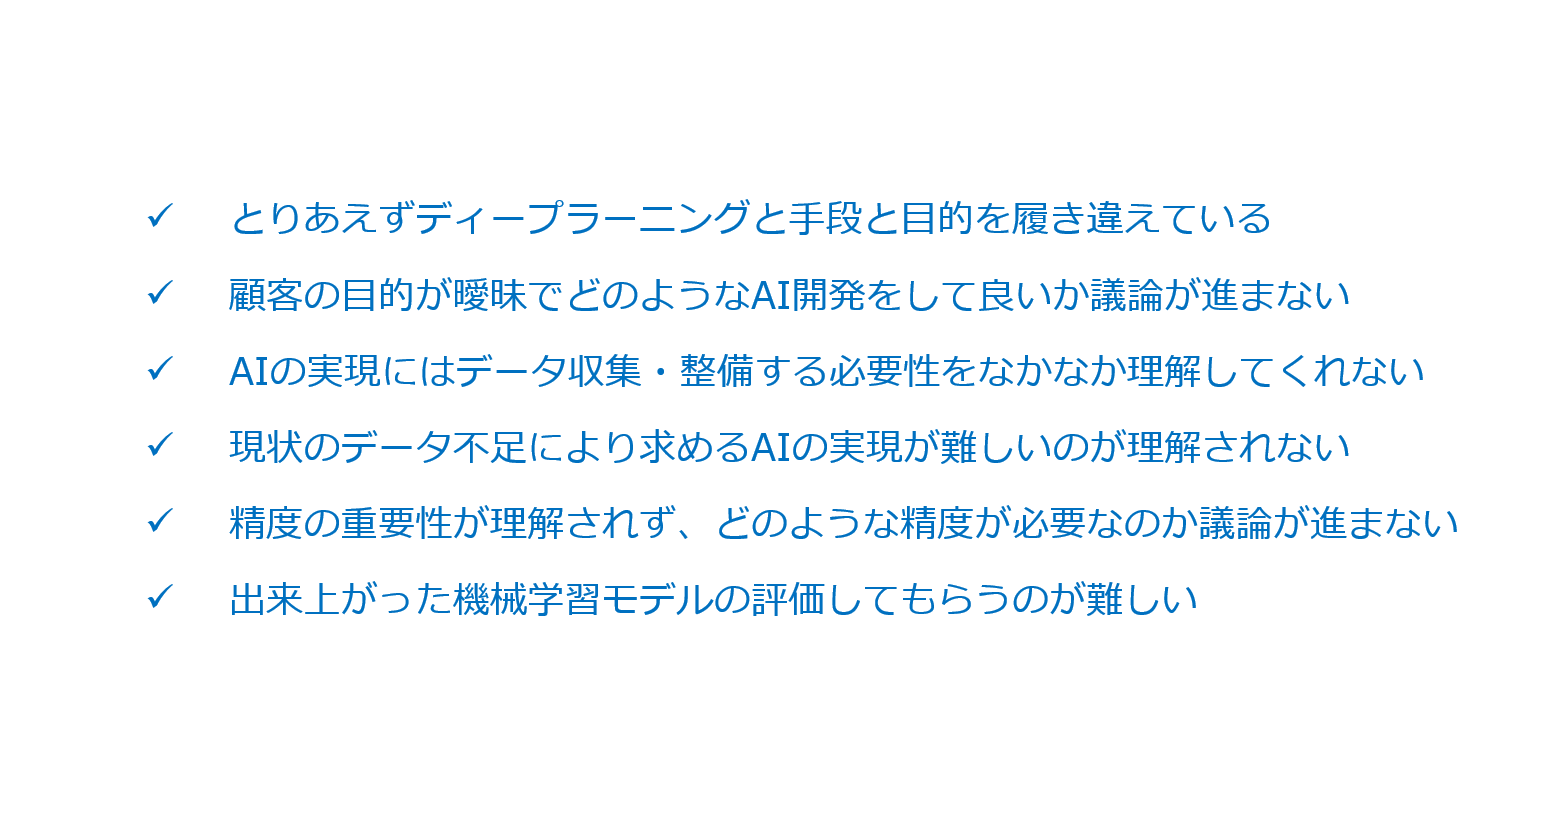 ✓ とりあえずディープラーニングと手段と目的を履き違えている
✓ 顧客の目的が曖昧でどのようなAI開発をして良いか議論が進まない
✓ AIの実現にはデータ収集・整備する必要性をなかなか理解してくれない
✓ 現状のデータ不足により求めるAIの実現が難しいのが理解されない
✓ 精度の重要性が理解されず、どのような精度が必要なのか議論が進まない
✓ 出来上がった機械学習モデルの評価してもらうのが難しい